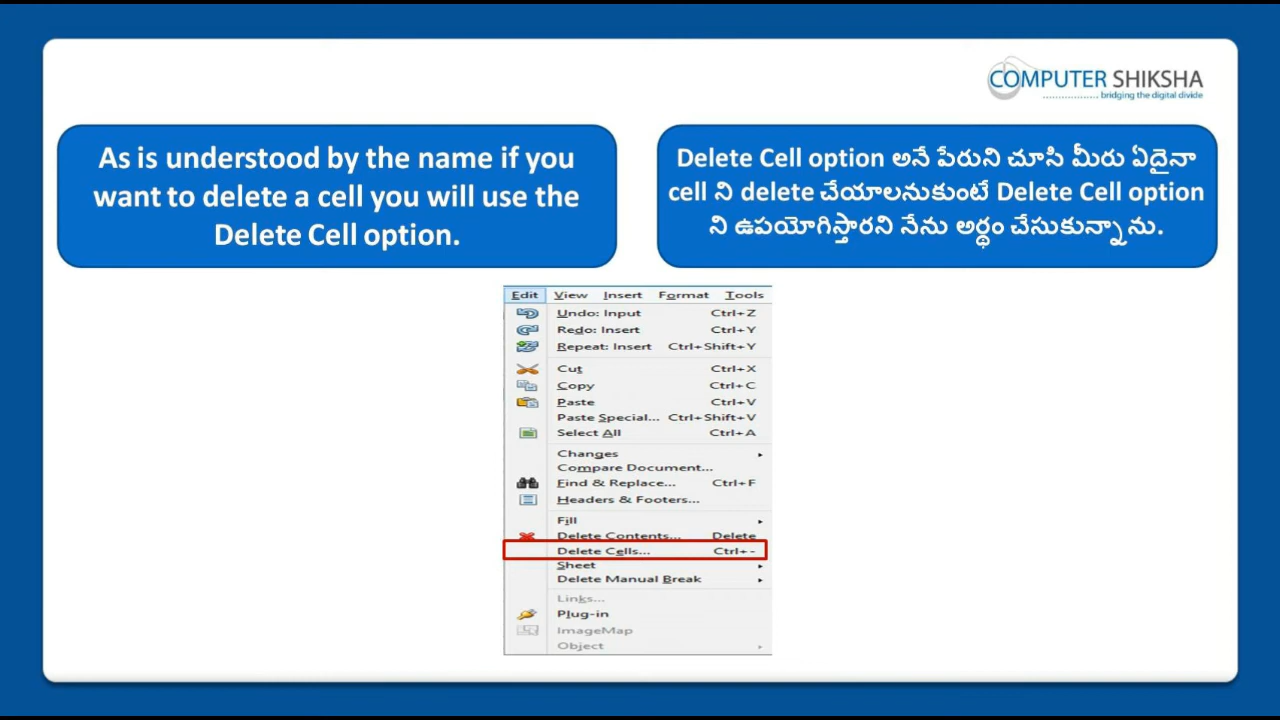 COMPUTER SHIKSHA
bridging the digital divide
As is understood by the name if you
want to delete a cell you will use the
Delete Cell option.
Delete Cell option అనే పేరుని చూసి మీరు ఏదైనా
cell ని delete చేయాలనుకుంటే Delete Cell option
ని ఉపయోగిస్తారని నేను అర్థం చేసుకున్నాను.
Edit View Insert Format Tools
Undo: Input Ctrl+Z
Redo: Insert Ctrl+Y
Repeat: Insert Ctrl+Shift+Y
Cut Ctrl+X
Copy Ctrl+C
Paste Ctrl+V
Paste Special... Ctrl+Shift+V
Select All Ctrl+A
Changes
Compare Document...
Find & Replace... Ctrl+F
Headers & Footers...
Fill
Delete Contents... Delete
Delete Cells... Ctrl+-
Sheet
Delete Manual Break
Links...
Plug-in
ImageMap
Object